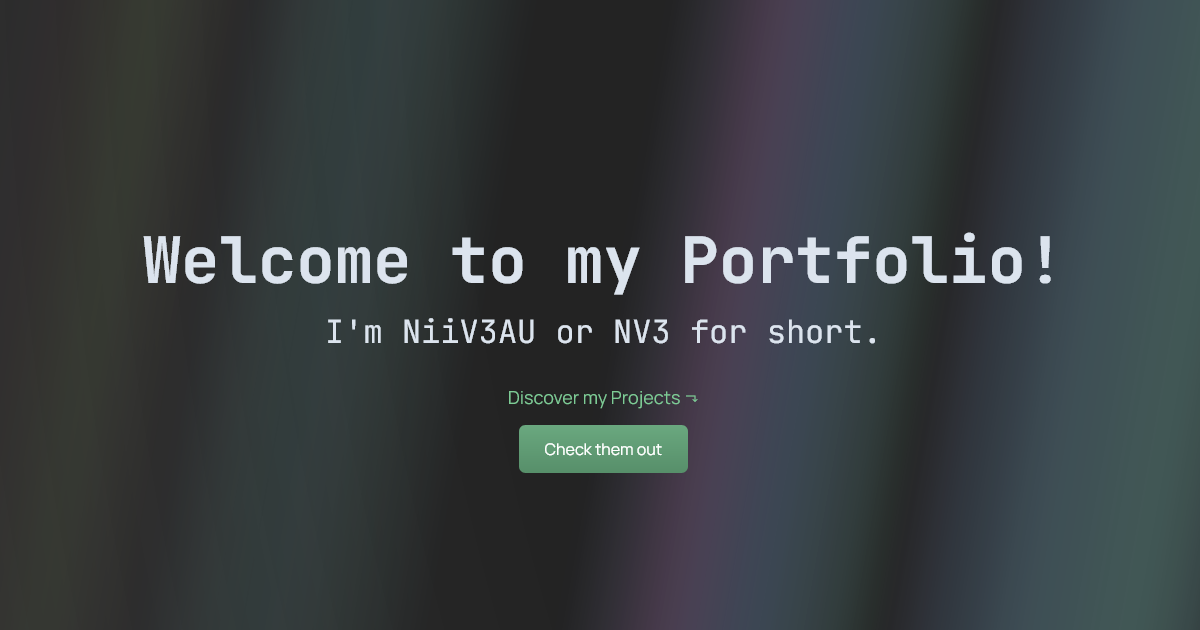 Welcome to my Portfolio!
I'm NiiV3AU or NV3 for short.
Discover my Projects ⤵
Check them out